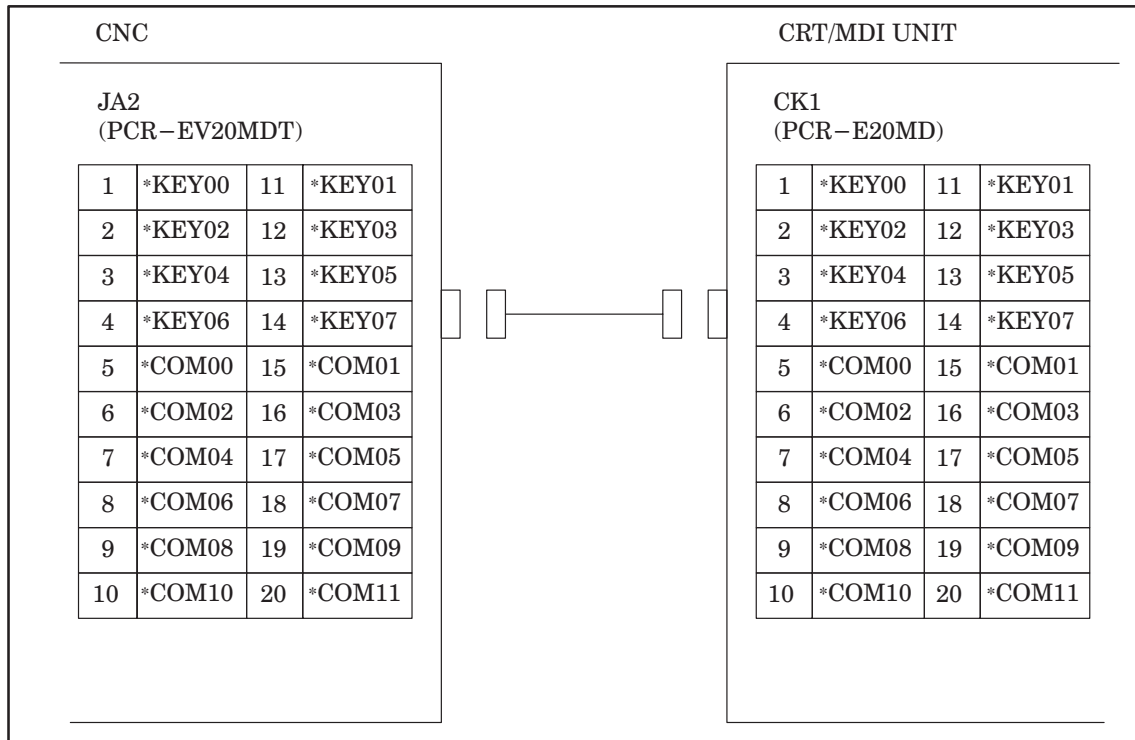 CNC
CRT/MDI UNIT
JA2
(PCR−EV20MDT)
1 *KEY00 11 *KEY01
2 *KEY02 12 *KEY03
3 *KEY04 13 *KEY05
4 *KEY06 14 *KEY07
5 *COM00 15 *COM01
6 *COM02 16 *COM03
7 *COM04 17 *COM05
8 *COM06 18 *COM07
9 *COM08 19 *COM09
10 *COM10 20 *COM11
CK1
(PCR−E20MD)
1 *KEY00 11 *KEY01
2 *KEY02 12 *KEY03
3 *KEY04 13 *KEY05
4 *KEY06 14 *KEY07
5 *COM00 15 *COM01
6 *COM02 16 *COM03
7 *COM04 17 *COM05
8 *COM06 18 *COM07
9 *COM08 19 *COM09
10 *COM10 20 *COM11